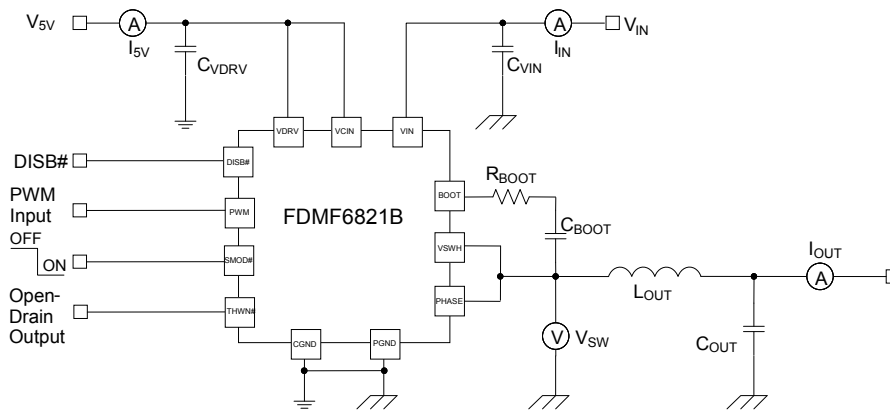 V5V
A
I5V
CVDRV
A
IIN
VIN
CVIN
VDRV
VCIN
VIN
DISB#
DISB#
PWM
Input
PWM
OFF
ON
SMOD#
Open-
Drain
Output
THWN#
FDMF6821B
BOOT
RBOOT
CBOOT
VSWH
PHASE
LOUT
IOUT
A
V
VSW
COUT
CGND
PGND